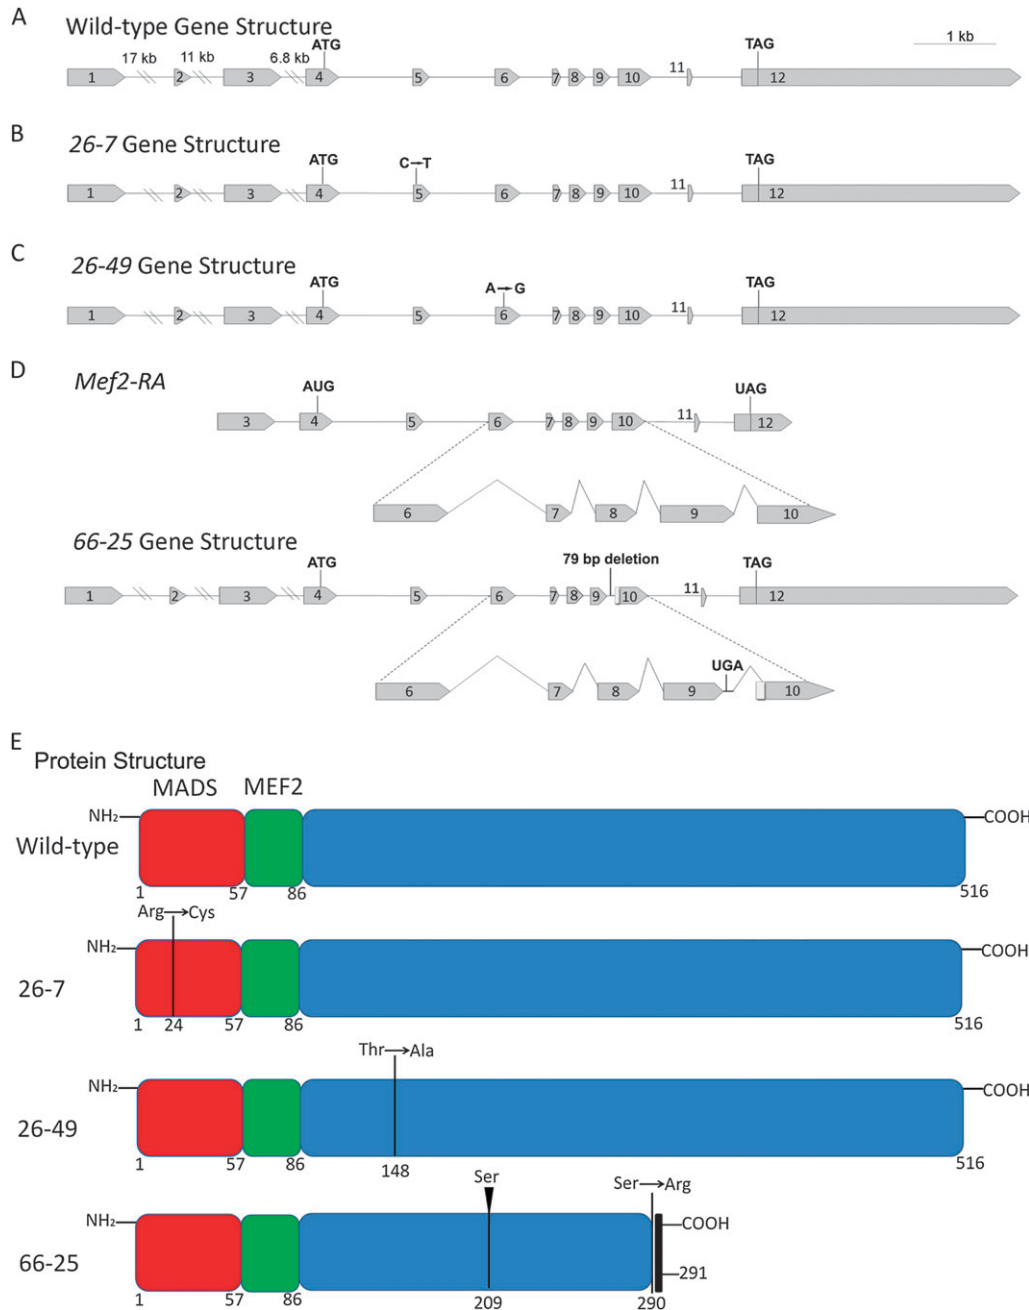 A
Wild-type Gene Structure
17 kb 11 kb 6.8 kb ATG TAG 1 kb
1 2 3 4 5 6 7 8 9 10 11 12
B
26-7 Gene Structure
ATG C→T TAG
1 2 3 4 5 6 7 8 9 10 11 12
C
26-49 Gene Structure
ATG A→G TAG
1 2 3 4 5 6 7 8 9 10 11 12
D
Mef2-RA
AUG UAG
3 4 5 6 7 8 9 10 11 12
6 7 8 9 10
66-25 Gene Structure
ATG 79 bp deletion TAG
1 2 3 4 5 6 7 8 9 10 11 12
UGA
6 7 8 9 10
E
Protein Structure
MADS MEF2
NH₂ COOH
Wild-type
1 57 86 516
Arg→Cys
NH₂ COOH
26-7
1 24 57 86 516
Thr→Ala
NH₂ COOH
26-49
1 57 86 148 516
Ser Ser→Arg
NH₂ COOH
66-25 291
1 57 86 209 290